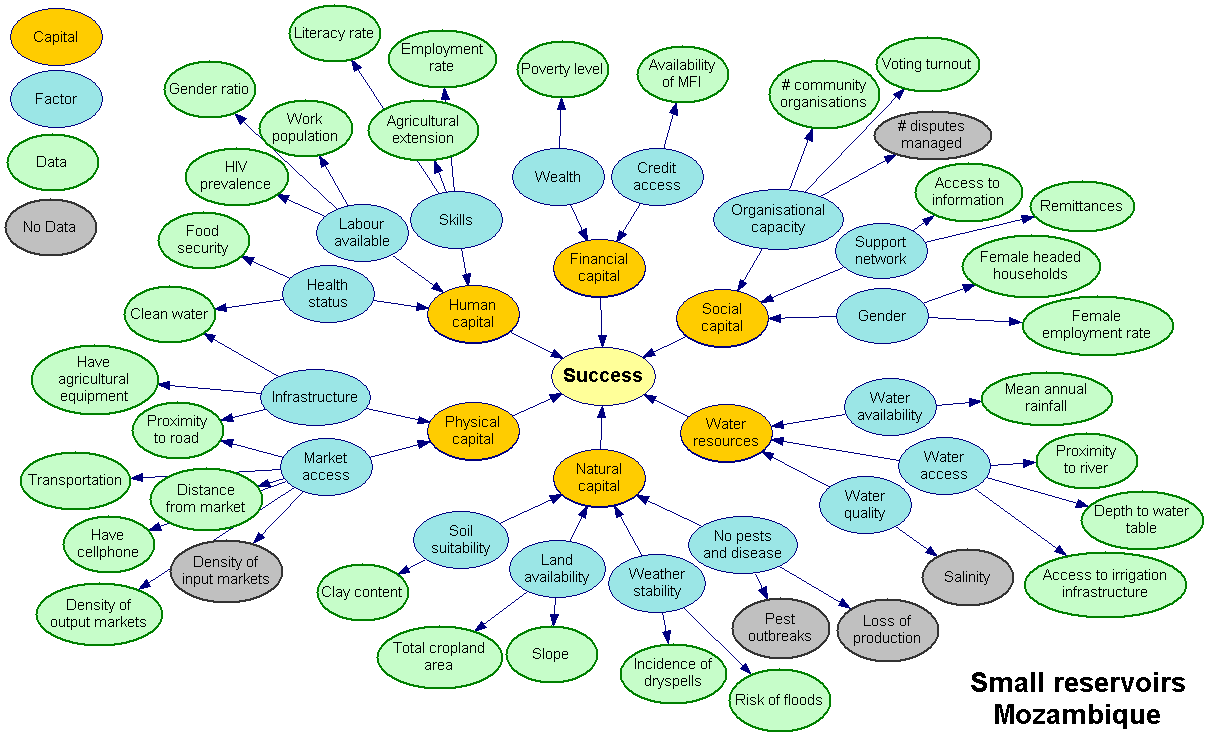 Capital
Factor
Data
No Data
Literacy rate
Employment
rate
Gender ratio
Work
population
Agricultural
extension
HIV
prevalence
Labour
available
Skills
Food
security
Health
status
Human
capital
Clean water
Poverty level
Availability
of MFI
Wealth
Credit
access
Financial
capital
# community
organisations
Voting turnout
# disputes
managed
Organisational
capacity
Access to
information
Remittances
Support
network
Female headed
households
Social
capital
Gender
Female
employment rate
Success
Have
agricultural
equipment
Infrastructure
Proximity
to road
Physical
capital
Market
access
Transportation
Distance
from market
Have
cellphone
Density of
input markets
Density of
output markets
Water
resources
Water
availability
Mean annual
rainfall
Water
access
Proximity
to river
Water
quality
Depth to water
table
Salinity
Access to irrigation
infrastructure
Natural
capital
Soil
suitability
Land
availability
Weather
stability
No pests
and disease
Clay content
Total cropland
area
Slope
Incidence of
dryspells
Risk of floods
Pest
outbreaks
Loss of
production
Small reservoirs
Mozambique